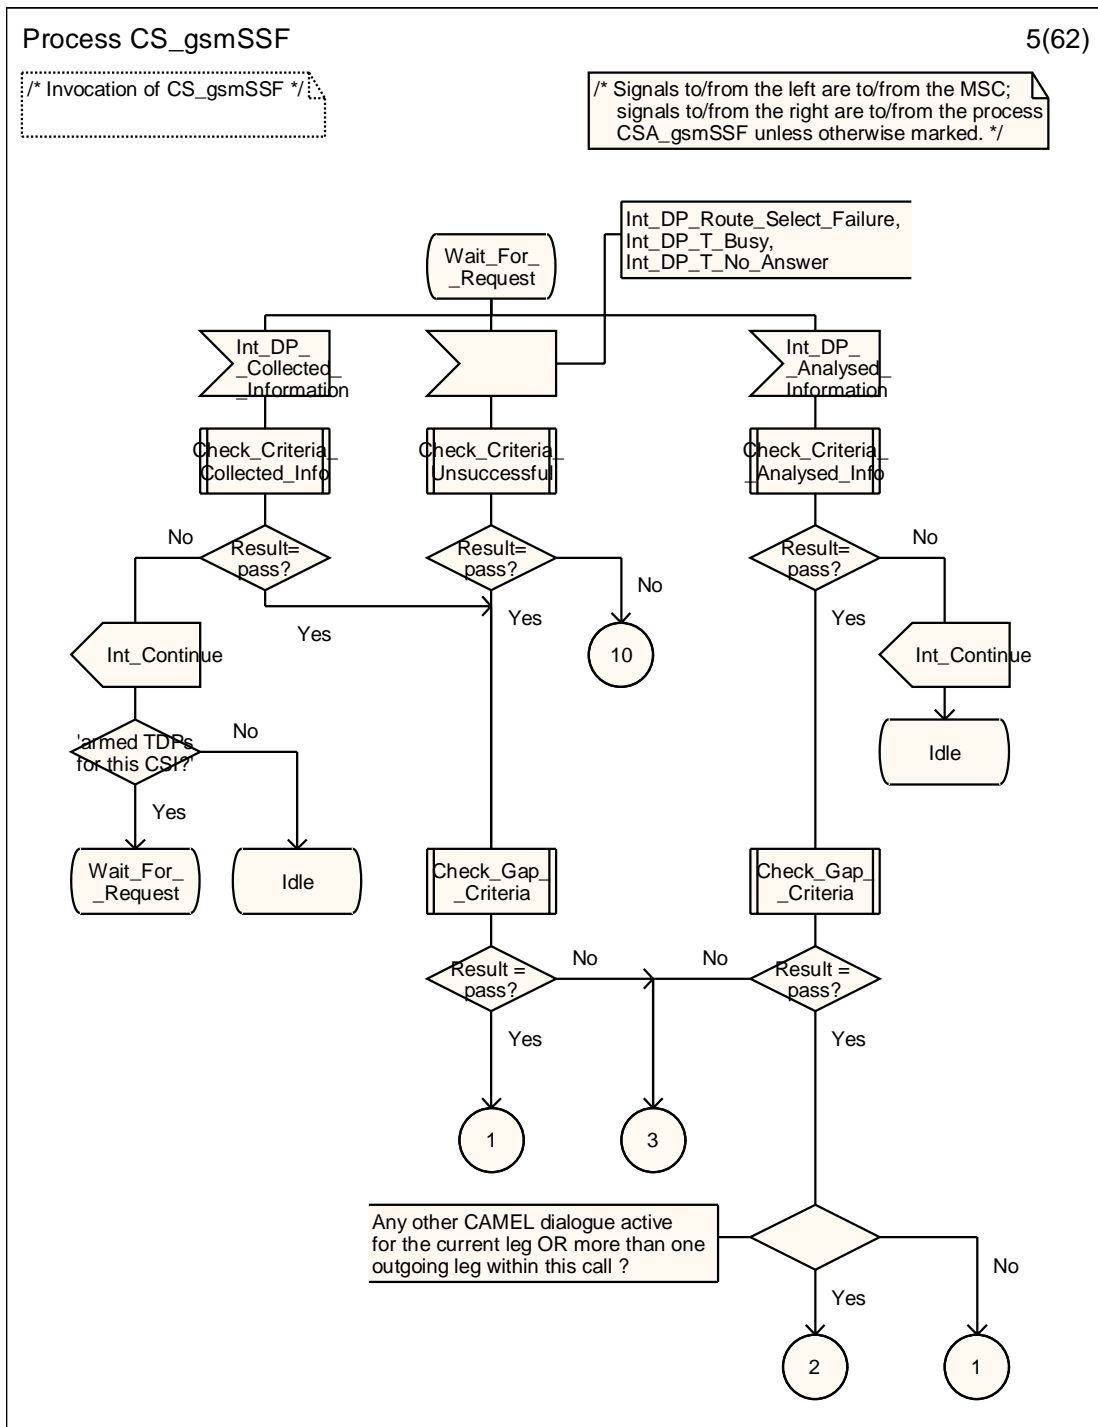 Process CS_gsmSSF
5(62)
/* Invocation of CS_gsmSSF */
/* Signals to/from the left are to/from the MSC;
signals to/from the right are to/from the process
CSA_gsmSSF unless otherwise marked. */
Int_DP_Route_Select_Failure,
Int_DP_T_Busy,
Int_DP_T_No_Answer
Wait_For_
_Request
Int_DP_
_Collected_
_Information
Int_DP_
_Analysed_
_Information
Check_Criteria_
Collected_Info
Check_Criteria_
Unsuccessful
Check_Criteria_
_Analysed_Info
No
Result=
pass?
Yes
Result=
pass?
No
Yes
10
Result=
pass?
No
Yes
Int_Continue
Int_Continue
Idle
'armed TDPs
for this CSI?'
No
Yes
Wait_For_
_Request
Idle
Check_Gap_
_Criteria
Check_Gap_
_Criteria
Result =
pass?
No
Yes
No
Result =
pass?
Yes
1
3
Any other CAMEL dialogue active
for the current leg OR more than one
outgoing leg within this call ?
No
Yes
2
1